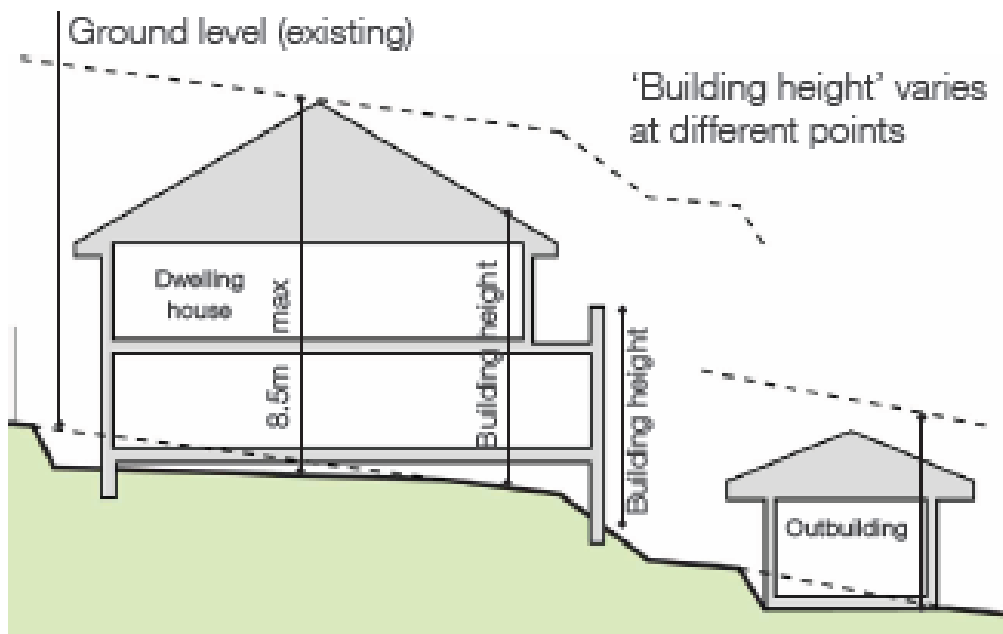 Ground level (existing)
'Building height' varies
at different points
Dwelling
house
8.5m max
Building height
Building height
Outbuilding